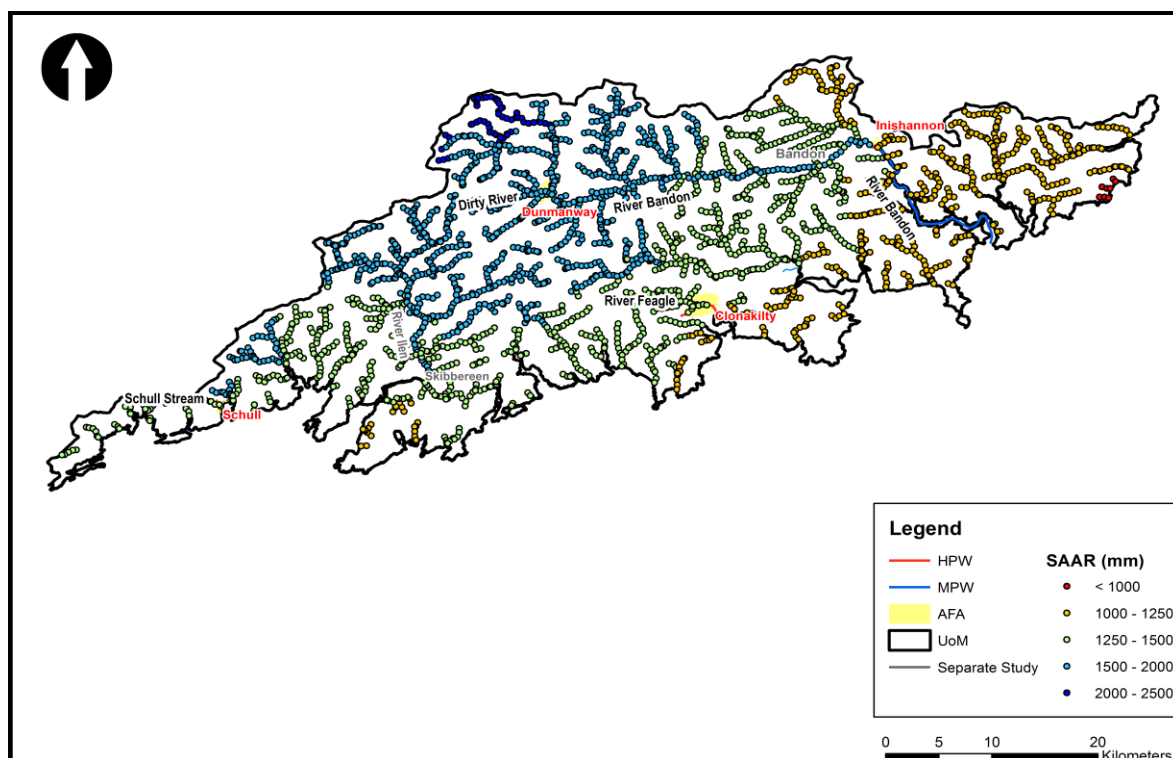 Inishannon
Bandon
Dirty River
Dunmanway
River Bandon
River Bandon
River Feagle
Clonakilty
River Ilen
Skibbereen
Schull Stream
Schull
Legend
HPW
MPW
AFA
UoM
Separate Study
SAAR (mm)
< 1000
1000 - 1250
1250 - 1500
1500 - 2000
2000 - 2500
0 5 10 20
Kilometers